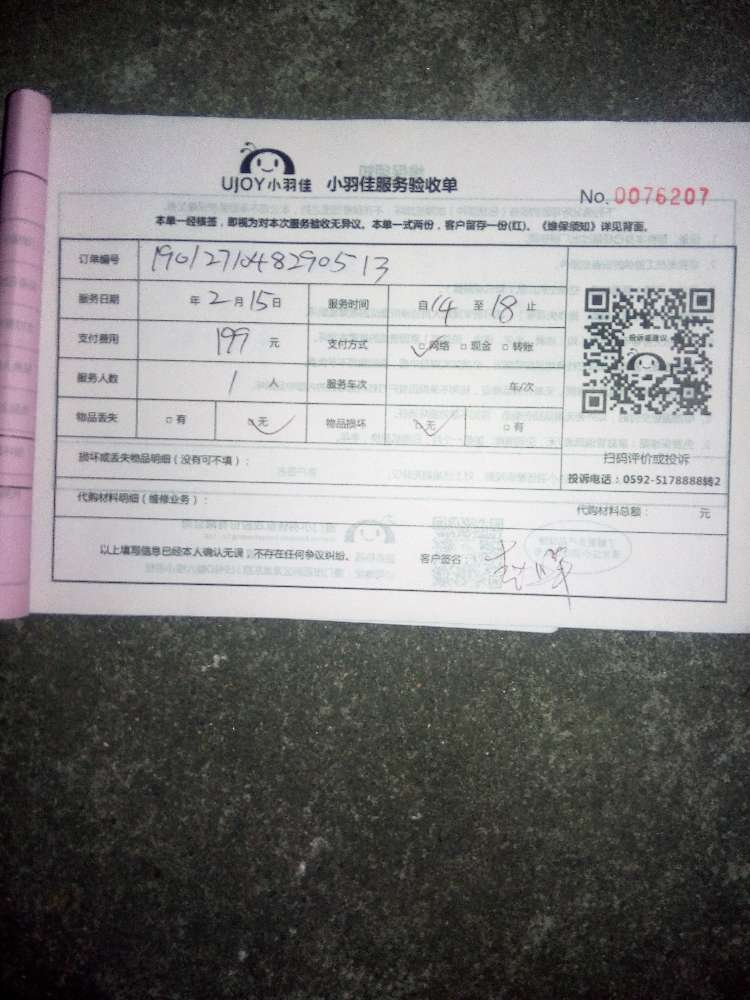 UJOY小羽佳 小羽佳服务验收单
No. 0076207
本单一经核签，即视为对本次服务验收无异议。本单一式两份，客户留存一份(红)、《维保须知》详见背面。
订单编号 1901271048290513
服务日期 年 2 月 15 日 服务时间 自 14 至 18 止
支付费用 199 元 支付方式 网络 现金 转账
服务人数 1 人 服务车次 车/次
物品丢失 有 无 物品损坏 无 有
投诉或建议
扫码评价或投诉
投诉电话：0592-5178888转2
损坏或丢失物品明细（没有可不填）：
代购材料明细（维修业务）： 代购材料总额： 元
以上填写信息已经本人确认无误，不存在任何争议纠纷。 客户签名：